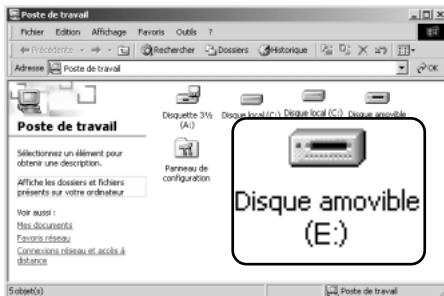 Poste de travail
Fichier Edition Affichage Favoris Outils ?
Précédente Rechercher Dossiers Historique
Adresse Poste de travail OK
Poste de travail
Sélectionnez un élément pour
obtenir une description.
Affiche les dossiers et fichiers
présents sur votre ordinateur
Voir aussi :
Mes documents
Favoris réseau
Connexions réseau et accès à
distance
Disquette 3½
(A:)
Disque local (C:)
Disque local (C:)
Disque amovible
Panneau de
configuration
Disque amovible
(E:)
5 objet(s)
Poste de travail